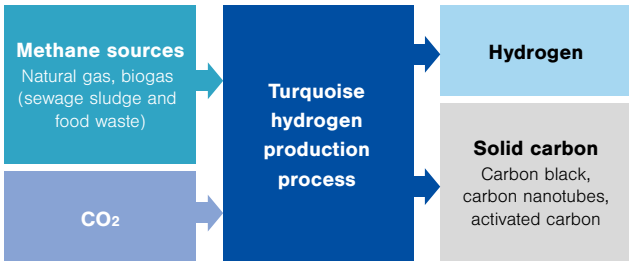 Methane sources
Natural gas, biogas
(sewage sludge and
food waste)
CO₂
Turquoise
hydrogen
production
process
Hydrogen
Solid carbon
Carbon black,
carbon nanotubes,
activated carbon